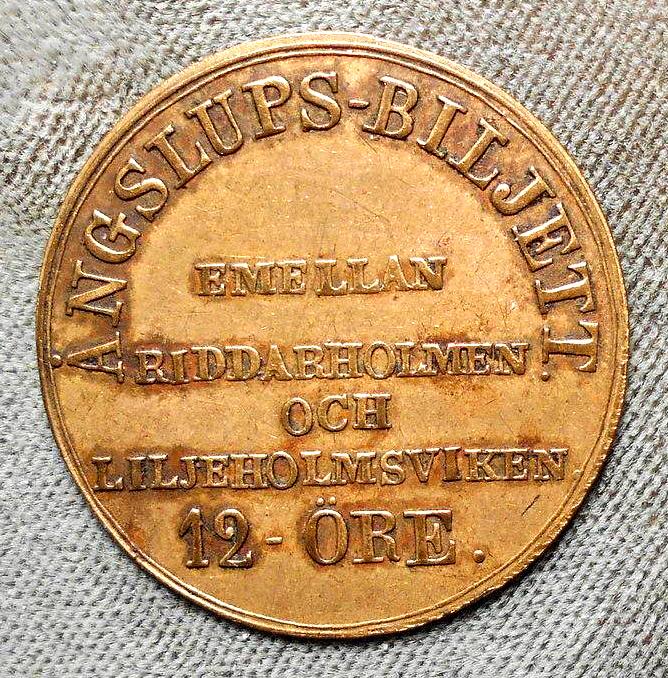 ÅNGSLUPS-BILJETT
EMELLAN
RIDDARHOLMEN
OCH
LILJEHOLMSVIKEN
12-ÖRE.